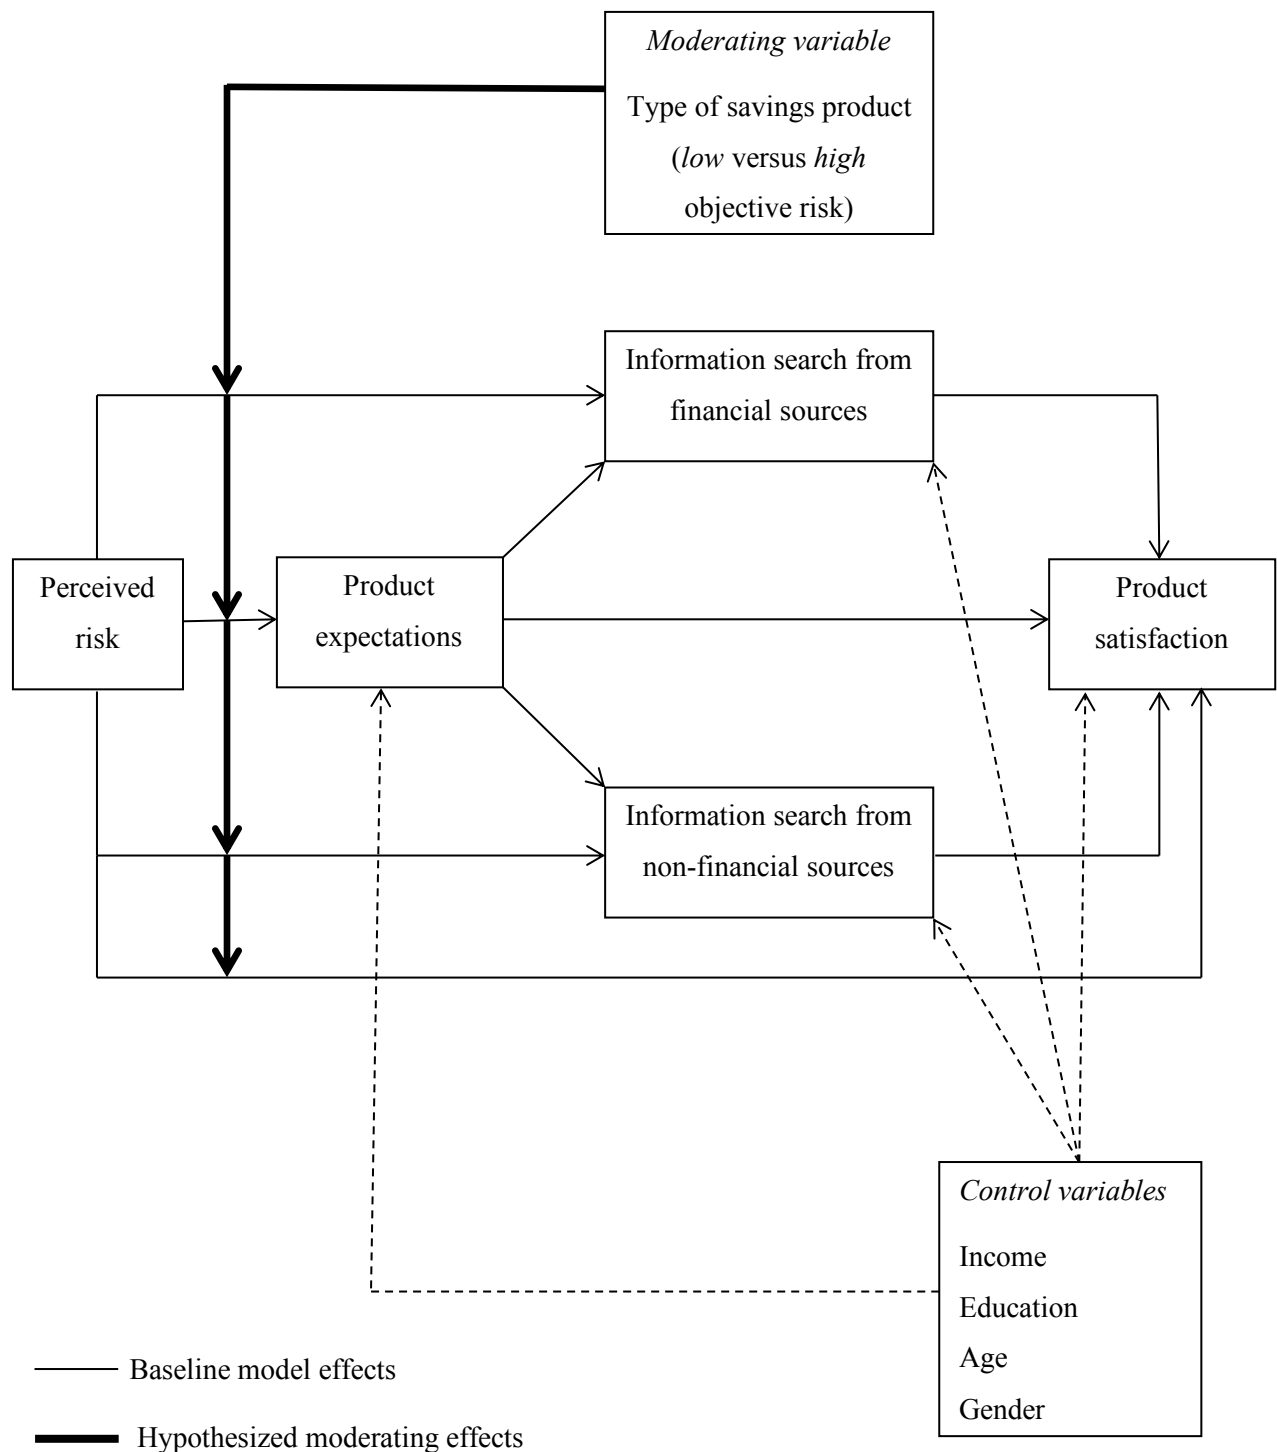 Moderating variable
Type of savings product
(low versus high
objective risk)
Information search from
financial sources
Perceived
risk
Product
expectations
Product
satisfaction
Information search from
non-financial sources
Control variables
Income
Education
Age
Gender
Baseline model effects
Hypothesized moderating effects